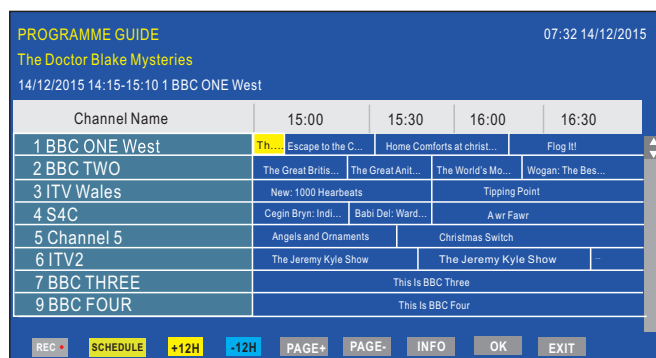 PROGRAMME GUIDE 07:32 14/12/2015
The Doctor Blake Mysteries
14/12/2015 14:15-15:10 1 BBC ONE West
Channel Name 15:00 15:30 16:00 16:30
1 BBC ONE West Th.... Escape to the C... Home Comforts at christ... Flog It!
2 BBC TWO The Great Britis... The Great Anit... The World's Mo... Wogan: The Bes...
3 ITV Wales New: 1000 Hearbeats Tipping Point
4 S4C Cegin Bryn: Indi... Babi Del: Ward... Awr Fawr
5 Channel 5 Angels and Ornaments Christmas Switch
6 ITV2 The Jeremy Kyle Show The Jeremy Kyle Show ...
7 BBC THREE This Is BBC Three
9 BBC FOUR This Is BBC Four
REC SCHEDULE +12H -12H PAGE+ PAGE- INFO OK EXIT